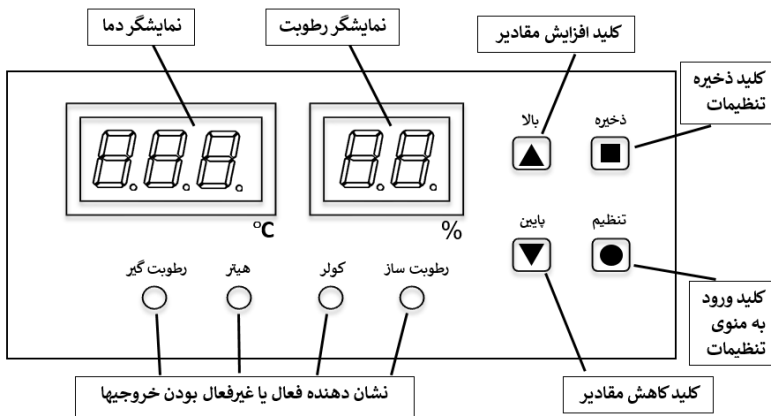 نمایشگر دما
نمایشگر رطوبت
کلید افزایش مقادیر
کلید ذخیره
تنظیمات
بالا
ذخیره
°C
%
پایین
تنظیم
رطوبت گیر
هیتر
کولر
رطوبت ساز
کلید ورود
به منوی
تنظیمات
نشان دهنده فعال یا غیرفعال بودن خروجیها
کلید کاهش مقادیر